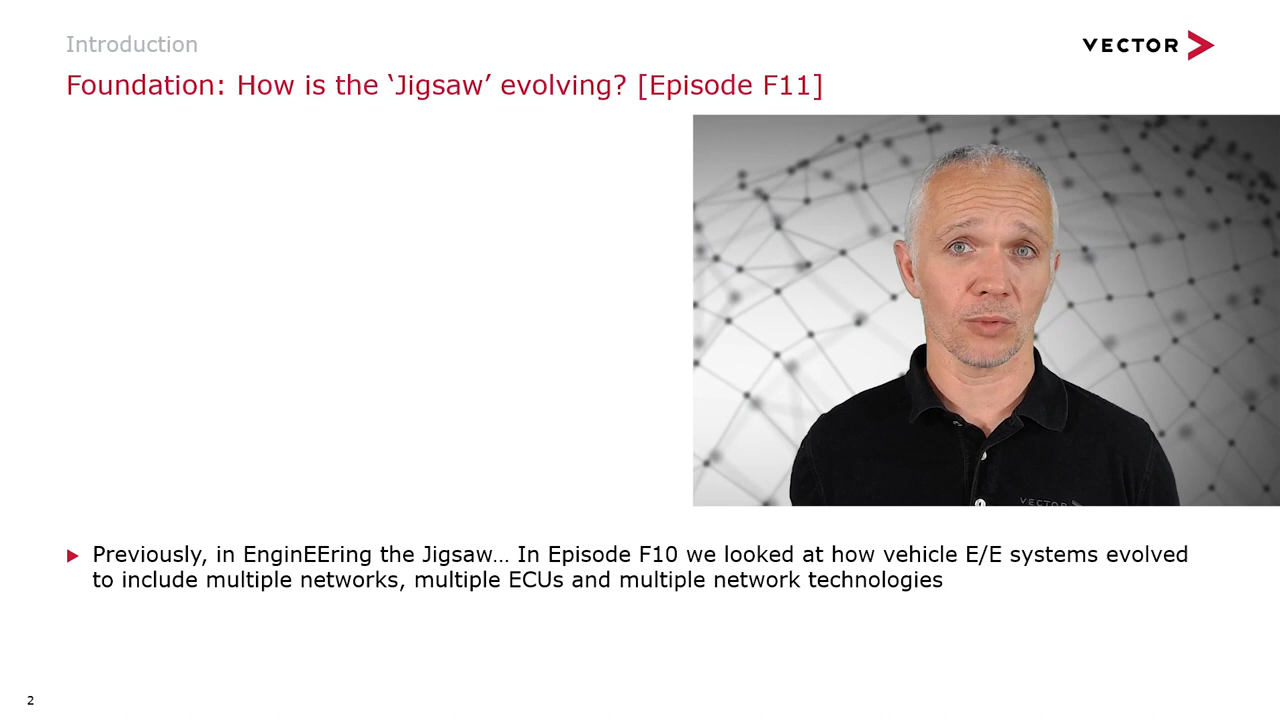 Introduction
VECTOR
Foundation: How is the ‘Jigsaw’ evolving? [Episode F11]
VECTOR
Previously, in EnginEEring the Jigsaw… In Episode F10 we looked at how vehicle E/E systems evolved
to include multiple networks, multiple ECUs and multiple network technologies
2